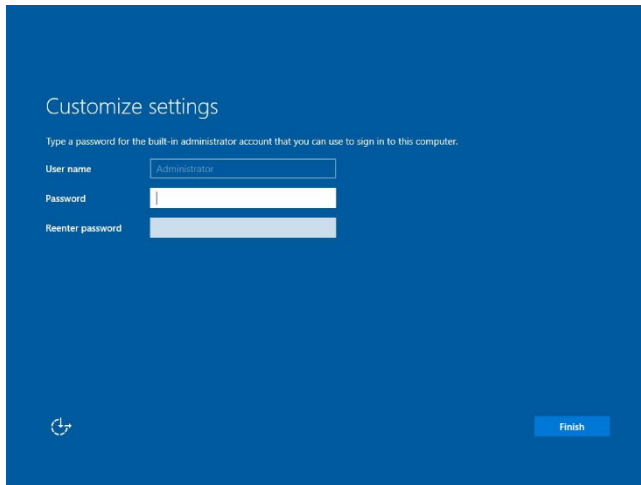 Customize settings
Type a password for the built-in administrator account that you can use to sign in to this computer.
User name
Administrator
Password
Reenter password
Finish